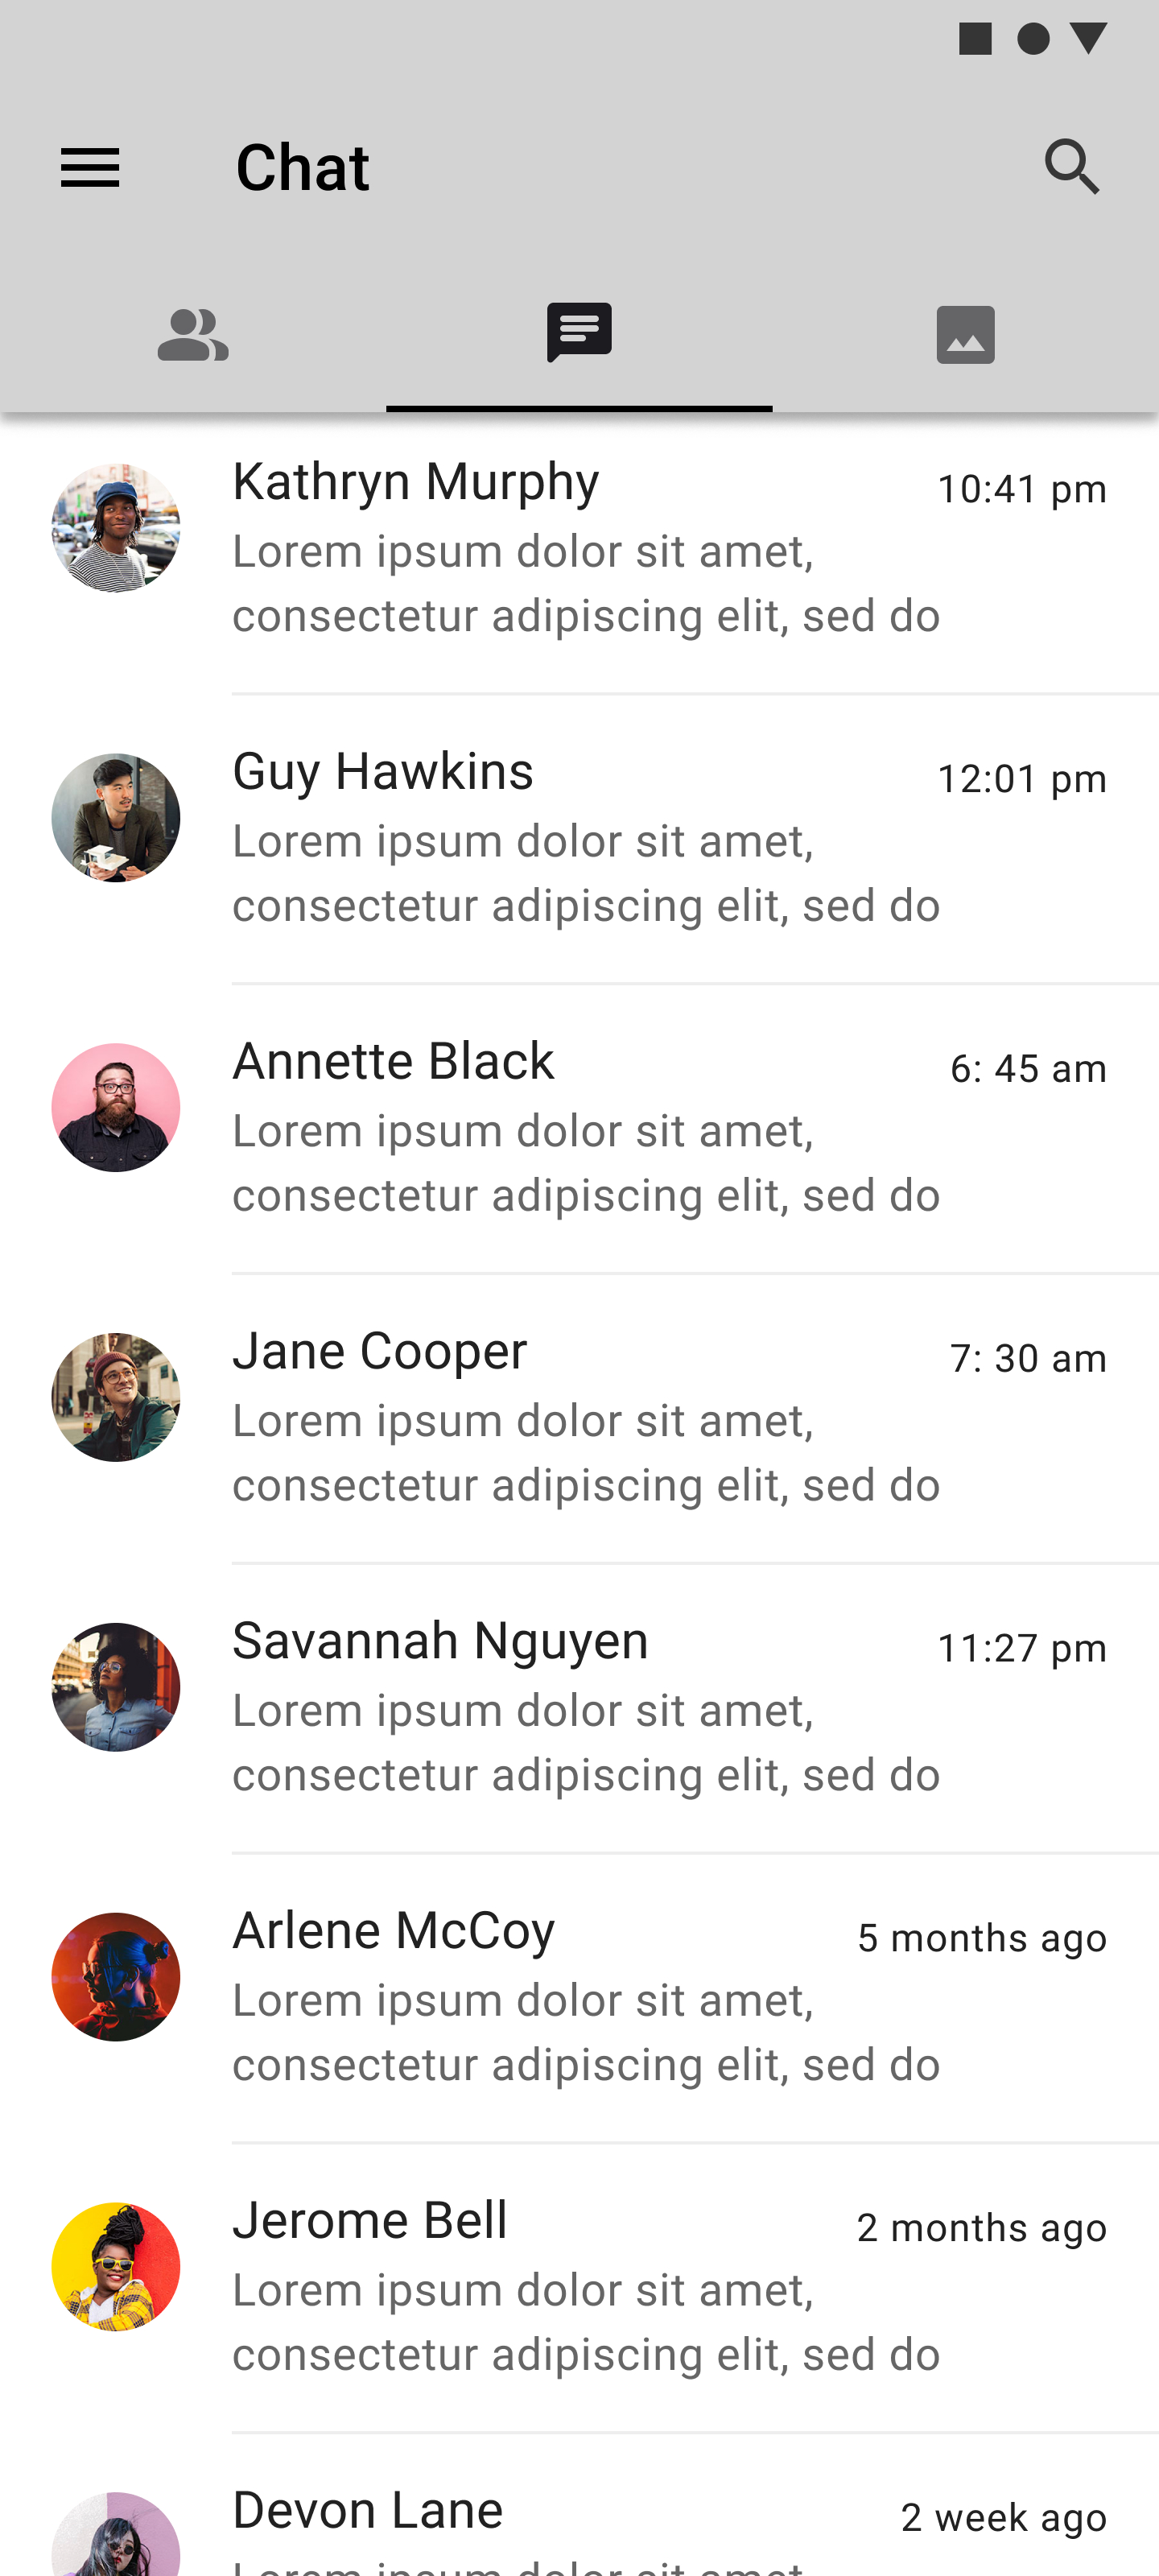 Chat
Kathryn Murphy
10:41 pm
Lorem ipsum dolor sit amet,
consectetur adipiscing elit, sed do
Guy Hawkins
12:01 pm
Lorem ipsum dolor sit amet,
consectetur adipiscing elit, sed do
Annette Black
6: 45 am
Lorem ipsum dolor sit amet,
consectetur adipiscing elit, sed do
Jane Cooper
7: 30 am
Lorem ipsum dolor sit amet,
consectetur adipiscing elit, sed do
Savannah Nguyen
11:27 pm
Lorem ipsum dolor sit amet,
consectetur adipiscing elit, sed do
Arlene McCoy
5 months ago
Lorem ipsum dolor sit amet,
consectetur adipiscing elit, sed do
Jerome Bell
2 months ago
Lorem ipsum dolor sit amet,
consectetur adipiscing elit, sed do
Devon Lane
2 week ago
Lorem ipsum dolor sit amet